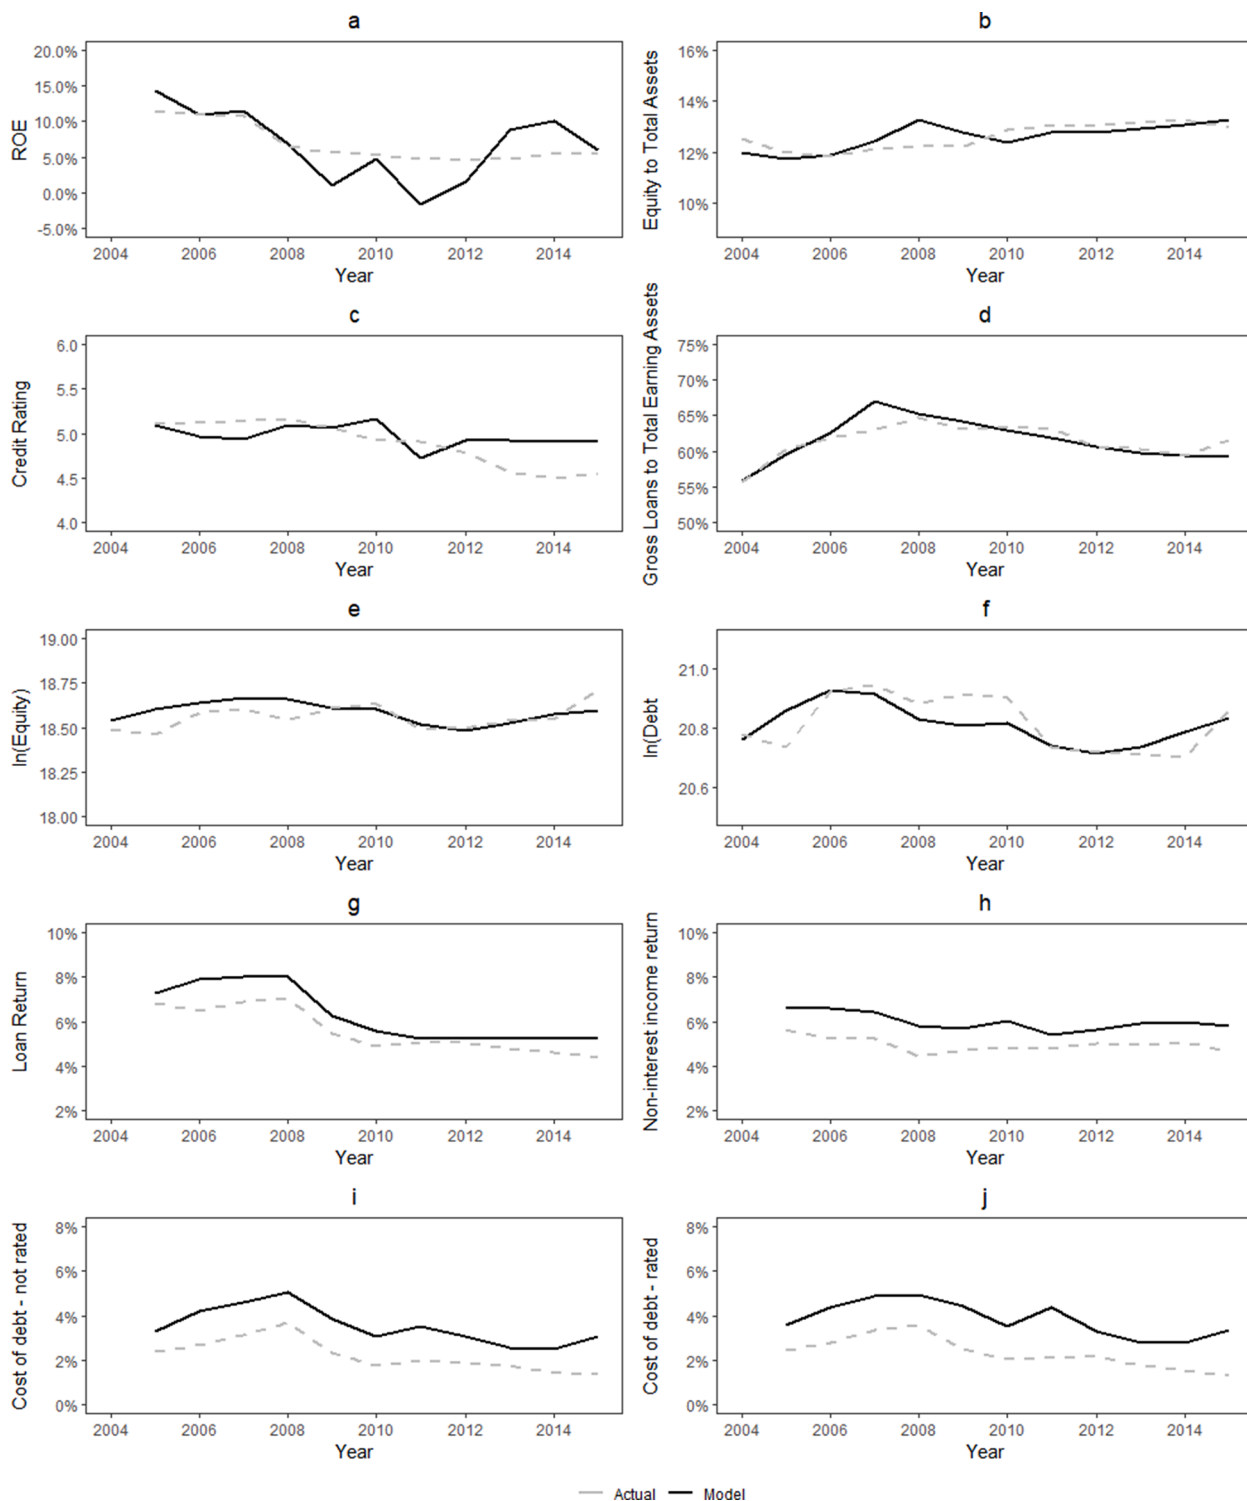 a
20.0%
15.0%
10.0%
5.0%
0.0%
-5.0%
ROE
2004 2006 2008 2010 2012 2014
Year
b
16%
14%
12%
10%
Equity to Total Assets
2004 2006 2008 2010 2012 2014
Year
c
6.0
5.5
5.0
4.5
4.0
Credit Rating
2004 2006 2008 2010 2012 2014
Year
d
75%
70%
65%
60%
55%
50%
Gross Loans to Total Earning Assets
2004 2006 2008 2010 2012 2014
Year
e
19.00
18.75
18.50
18.25
18.00
ln(Equity)
2004 2006 2008 2010 2012 2014
Year
f
21.0
20.8
20.6
ln(Debt
2004 2006 2008 2010 2012 2014
Year
g
10%
8%
6%
4%
2%
Loan Return
2004 2006 2008 2010 2012 2014
Year
h
10%
8%
6%
4%
2%
Non-interest income return
2004 2006 2008 2010 2012 2014
Year
i
8%
6%
4%
2%
0%
Cost of debt - not rated
2004 2006 2008 2010 2012 2014
Year
j
8%
6%
4%
2%
0%
Cost of debt - rated
2004 2006 2008 2010 2012 2014
Year
Actual Model